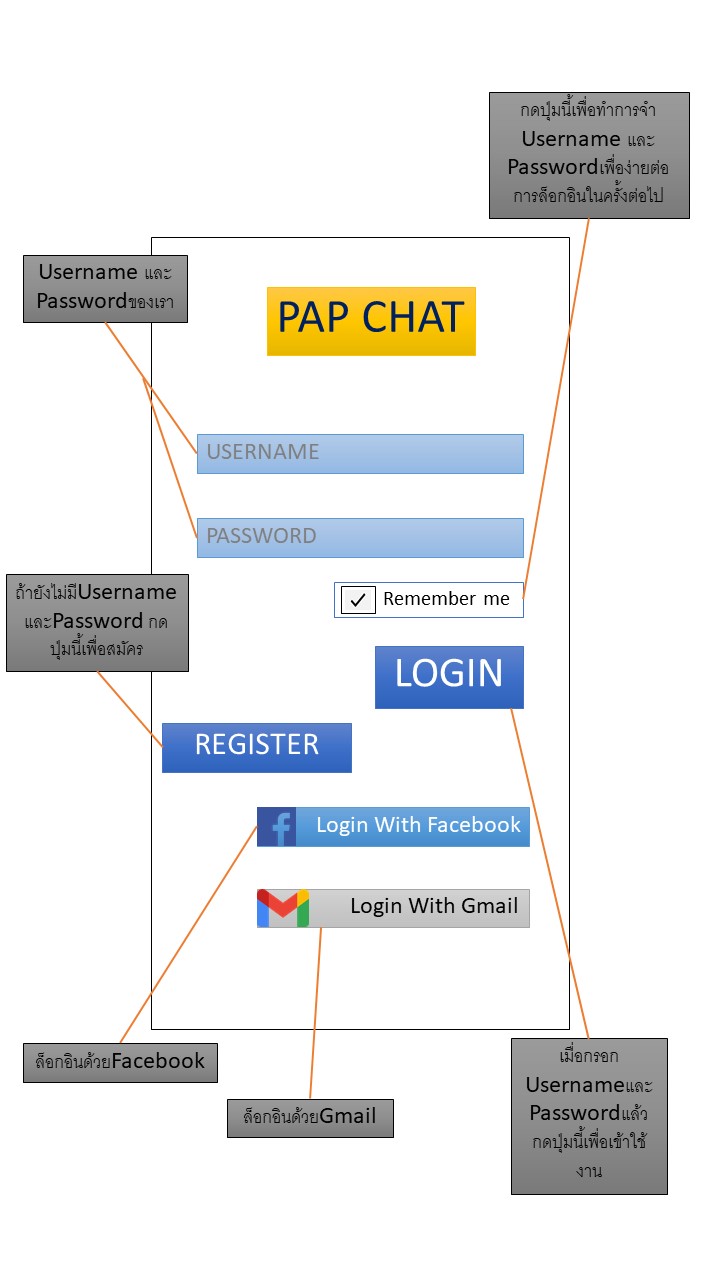 กดปุ่มนี้เพื่อทำการจำ
Username และ
Passwordเพื่อง่ายต่อ
การล็อกอินในครั้งต่อไป
Username และ
Passwordของเรา
PAP CHAT
USERNAME
PASSWORD
ถ้ายังไม่มีUsername
และPassword กด
ปุ่มนี้เพื่อสมัคร
Remember me
LOGIN
REGISTER
Login With Facebook
Login With Gmail
ล็อกอินด้วยFacebook
ล็อกอินด้วยGmail
เมื่อกรอก
Usernameและ
Passwordแล้ว
กดปุ่มนี้เพื่อเข้าใช้
งาน